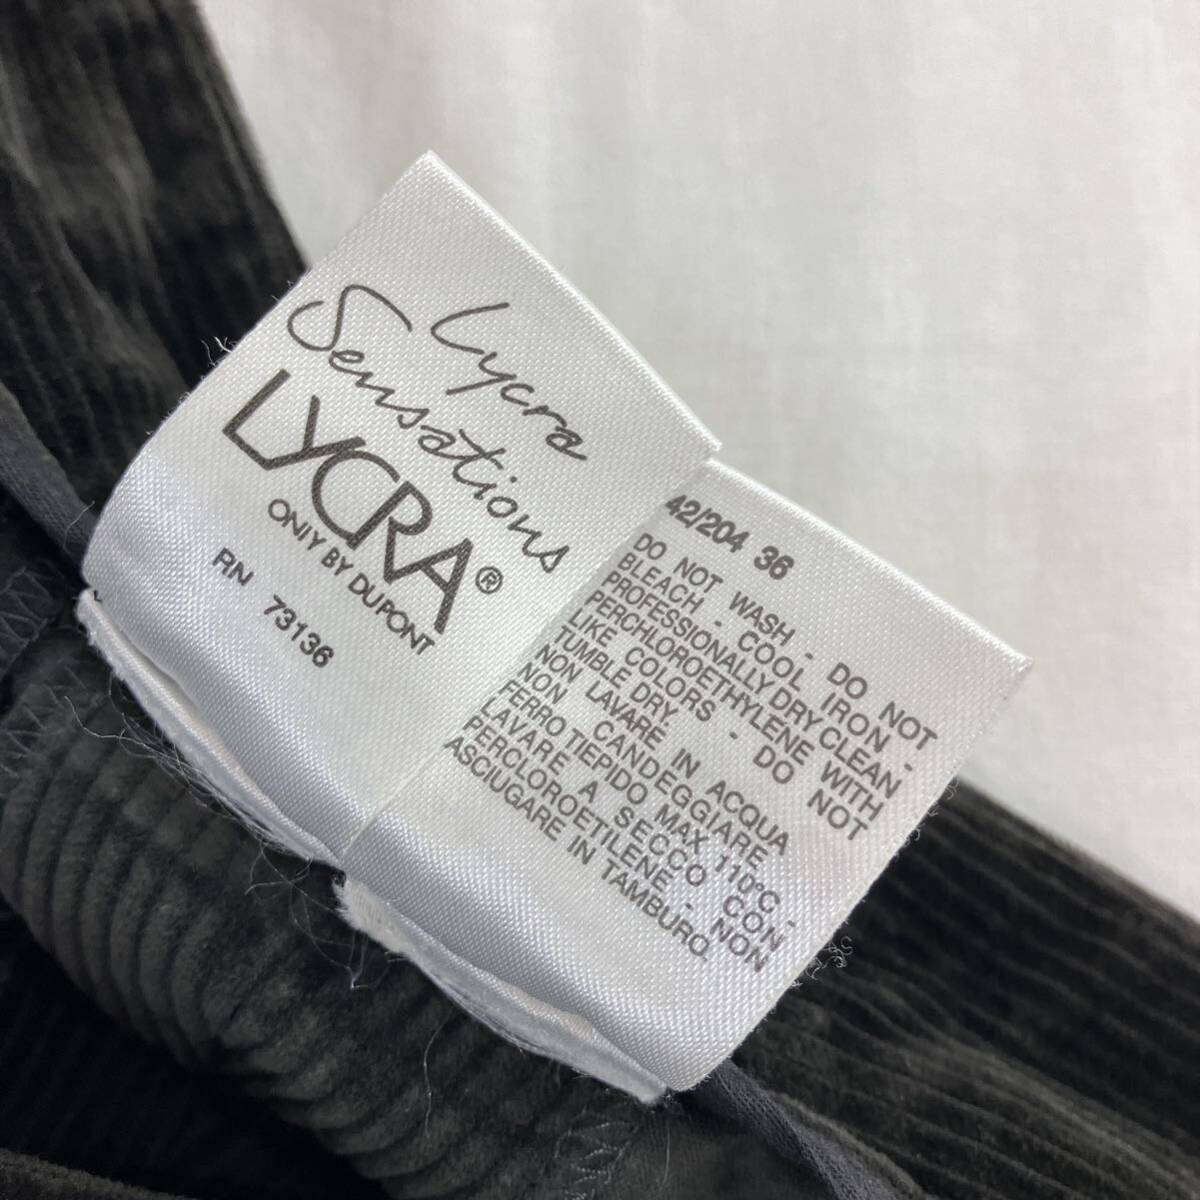 Lycra
Sensations
LYCRA®
ONLY BY DUPONT
RN 73136
42/204 36
DO NOT WASH - DO NOT
BLEACH - COOL IRON -
PROFESSIONALLY DRY CLEAN
PERCHLOROETHYLENE WITH
LIKE COLORS - DO NOT
TUMBLE DRY.
NON LAVARE IN ACQUA
NON CANDEGGIARE -
FERRO TIEPIDO MAX 110°C -
LAVARE A SECCO CON
PERCLOROETILENE - NON
ASCIUGARE IN TAMBURO.